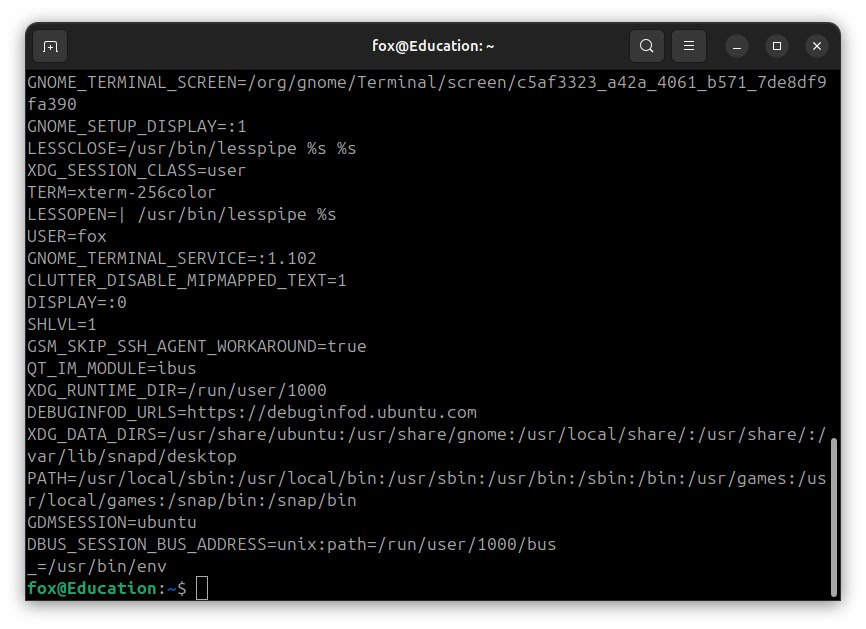 fox@Education: ~
GNOME_TERMINAL_SCREEN=/org/gnome/Terminal/screen/c5af3323_a42a_4061_b571_7de8df9
fa390
GNOME_SETUP_DISPLAY=:1
LESSCLOSE=/usr/bin/lesspipe %s %s
XDG_SESSION_CLASS=user
TERM=xterm-256color
LESSOPEN=| /usr/bin/lesspipe %s
USER=fox
GNOME_TERMINAL_SERVICE=:1.102
CLUTTER_DISABLE_MIPMAPPED_TEXT=1
DISPLAY=:0
SHLVL=1
GSM_SKIP_SSH_AGENT_WORKAROUND=true
QT_IM_MODULE=ibus
XDG_RUNTIME_DIR=/run/user/1000
DEBUGINFOD_URLS=https://debuginfod.ubuntu.com
XDG_DATA_DIRS=/usr/share/ubuntu:/usr/share/gnome:/usr/local/share/:/usr/share/:/
var/lib/snapd/desktop
PATH=/usr/local/sbin:/usr/local/bin:/usr/sbin:/usr/bin:/sbin:/bin:/usr/games:/us
r/local/games:/snap/bin:/snap/bin
GDMSESSION=ubuntu
DBUS_SESSION_BUS_ADDRESS=unix:path=/run/user/1000/bus
_=/usr/bin/env
fox@Education:~$